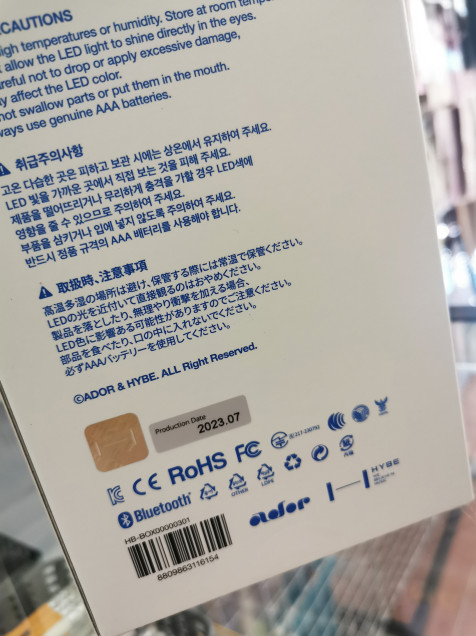 CAUTIONS
high temperatures or humidity. Store at room
allow the LED light to shine directly in the eyes.
careful not to drop or apply excessive damage,
affect the LED color.
not swallow parts or put them in the mouth.
ways use genuine AAA batteries.
취급주의사항
고온 다습한 곳은 피하고 보관 시에는 상온에서 유지하여 주세요.
LED 빛을 가까운 곳에서 직접 보는 것을 피해 주세요.
제품을 떨어뜨리거나 무리하게 충격을 가할 경우 LED색에
영향을 줄 수 있으므로 주의하여 주세요.
부품을 삼키거나 입에 넣지 않도록 주의하여 주세요.
반드시 정품 규격의 AAA 배터리를 사용해야 합니다.
取扱時、注意事項
高温多湿の場所は避け、保管する際には常温で保管ください。
LEDの光を近付いて直接観るのはおやめください。
製品を落としたり、無理やり衝撃を加える場合、
LED色に影響ある可能性がありますのでご注意ください。
部品を食べたり、口の中に入れないでください。
必ずAAAバッテリーを使用してください。
©ADOR & HYBE. ALL Right Reserved.
Production Date
2023.07
CE RoHS FC
Bluetooth®
HYBE
HB-BOX00000301
ador
8809863116154